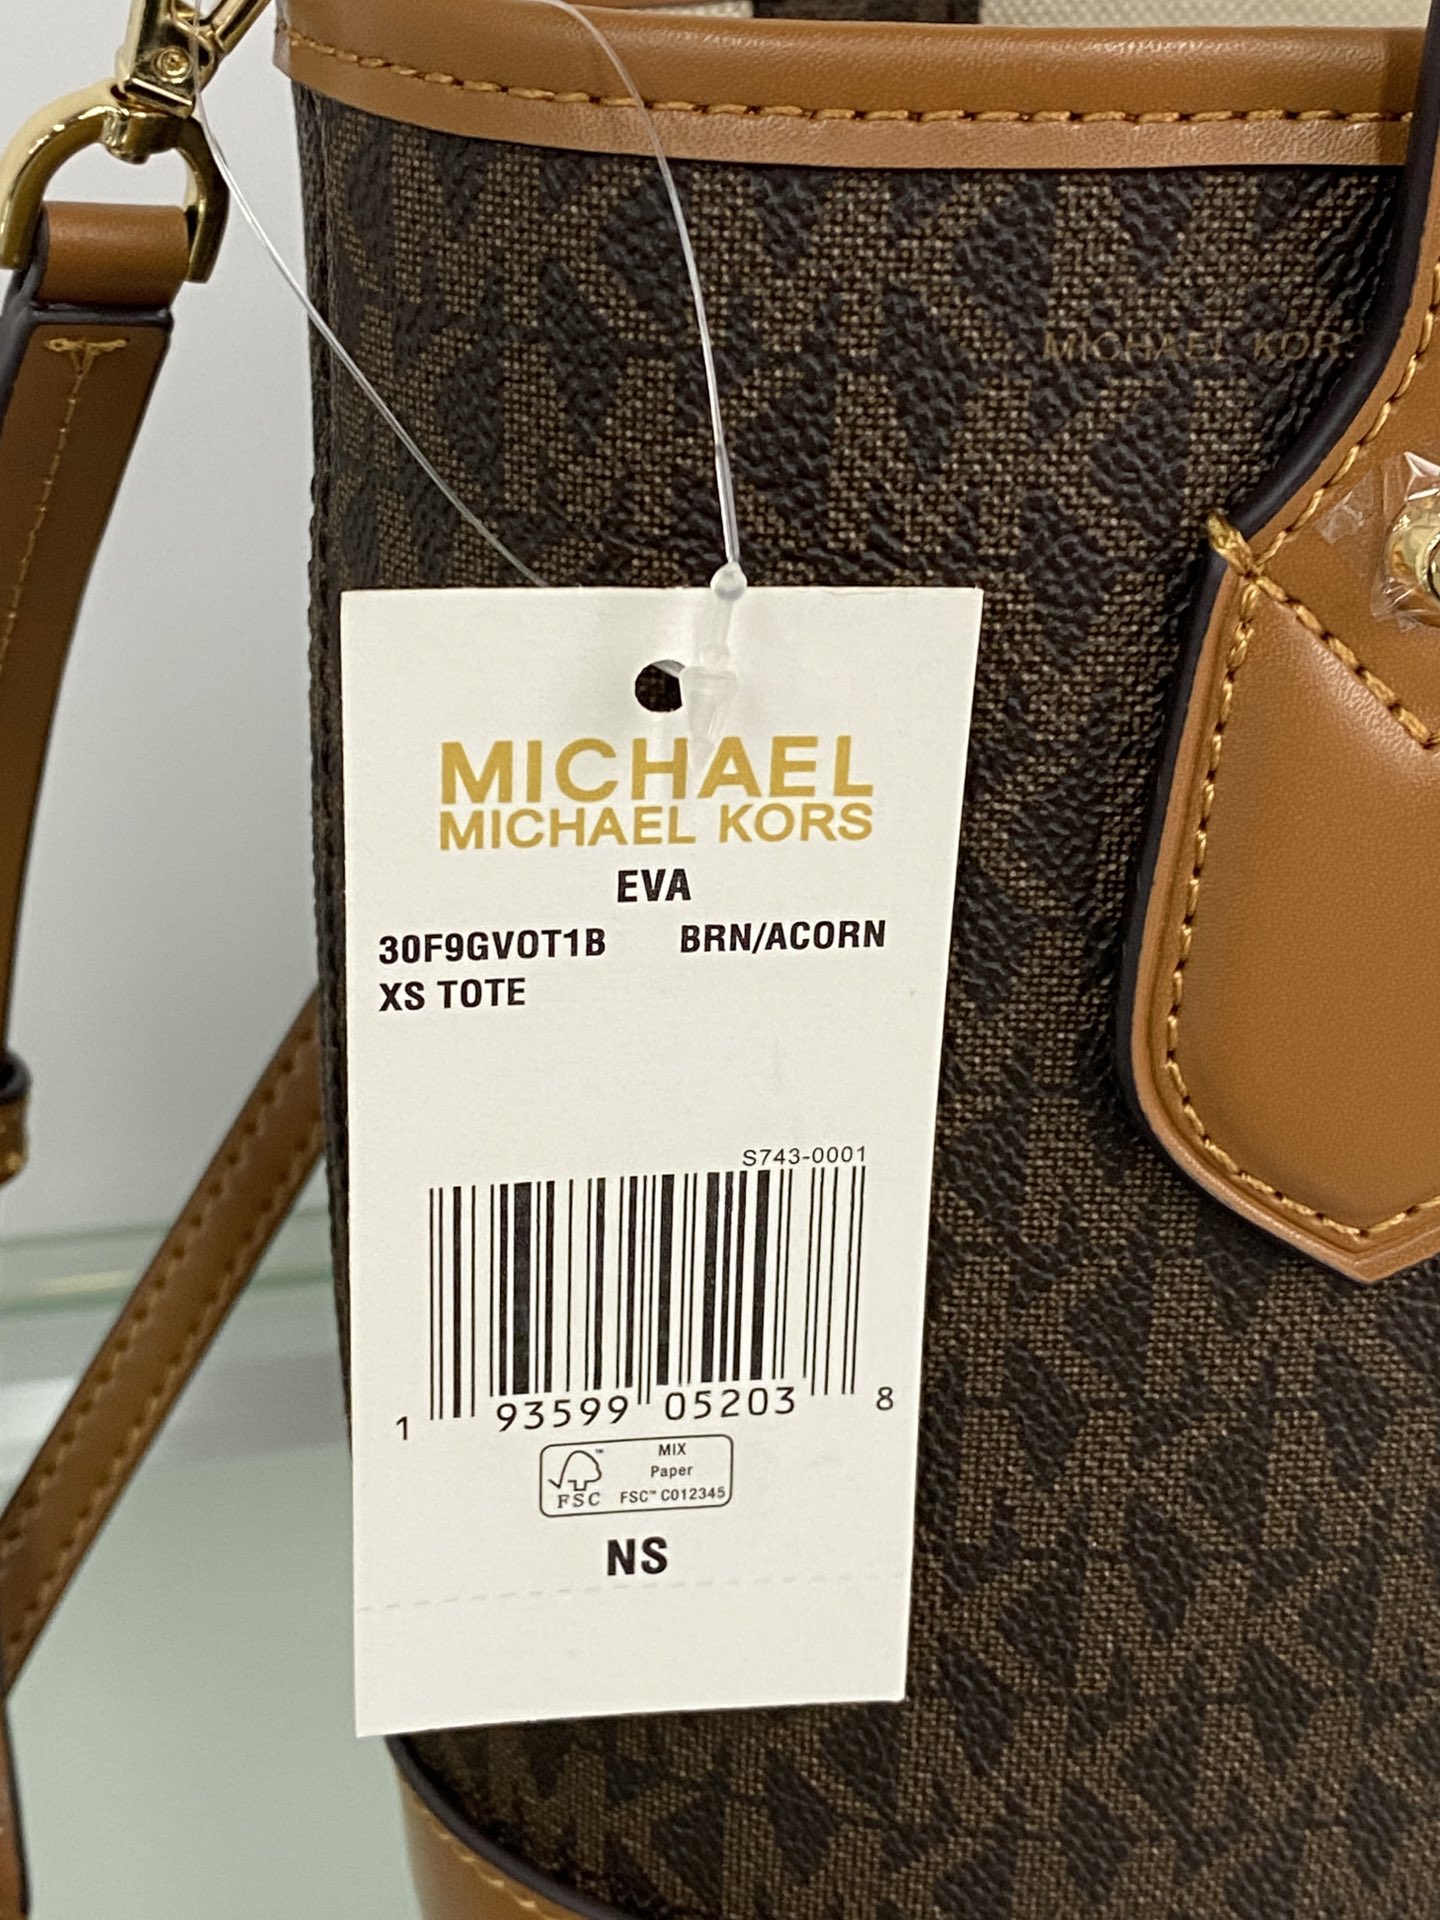 MICHAEL KORS
MICHAEL
MICHAEL KORS
EVA
30F9GVOT1B BRN/ACORN
XS TOTE
S743-0001
1 93599 05203 8
FSC™
MIX
Paper
FSC™ C012345
NS